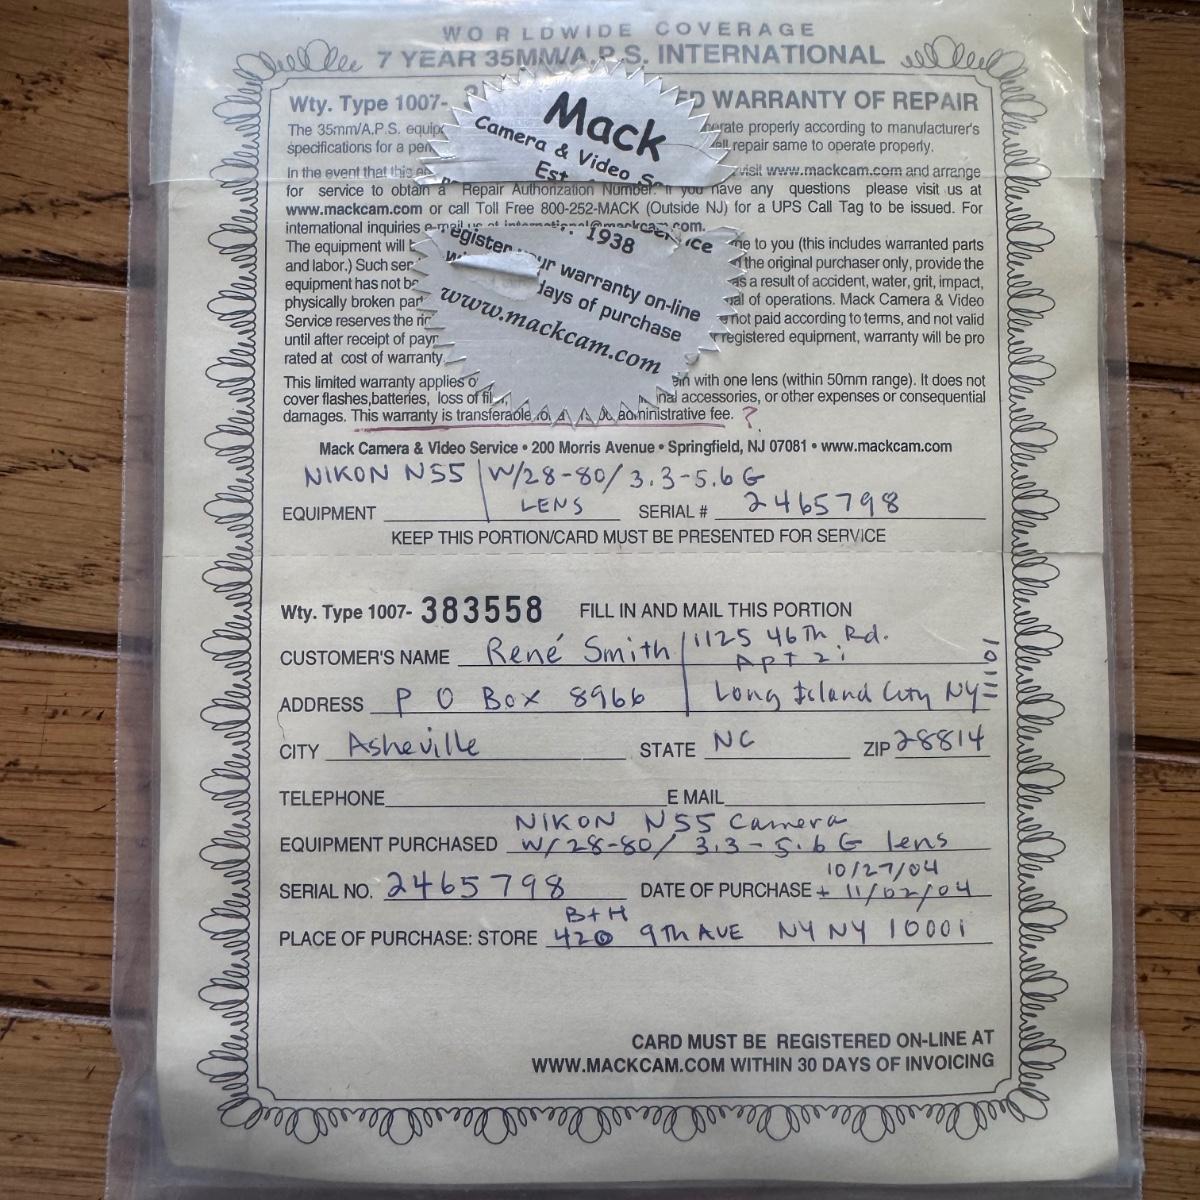 WORLDWIDE COVERAGE
7 YEAR 35MM/A.P.S. INTERNATIONAL
Wty. Type 1007-
ED WARRANTY OF REPAIR
Mack
Camera & Video
Est
The 35mm/A.P.S. equip
erate properly according to manufacturer's
specifications for a
repair same to operate properly.
In the event that this
visit www.mackcam.com and arrange
for service to obtain a Repair Authorization Number. If you have any questions please visit us at
www.mackcam.com or call Toll Free 800-252-MACK (Outside NJ) for a UPS Call Tag to be issued. For
international inquiries e-mail us at international@mackcam.com.
The equipment will
to you (this includes warranted parts
and labor.) Such
the original purchaser only, provide the
equipment has not
as a result of accident, water, grit, impact,
physically broken
of operations. Mack Camera & Video
Service reserves the
not paid according to terms, and not valid
until after receipt of
registered equipment, warranty will be pro
rated at cost of warranty
1938
egister your warranty on-line
days of purchase
www.mackcam.com
This limited warranty applies
with one lens (within 50mm range). It does not
cover flashes,batteries, loss of
accessories, or other expenses or consequential
damages. This warranty is transferable
administrative fee. ?
Mack Camera & Video Service • 200 Morris Avenue • Springfield, NJ 07081 • www.mackcam.com
NIKON N55 W/28-80/ 3.3-5.6 G
EQUIPMENT LENS SERIAL # 2465798
KEEP THIS PORTION/CARD MUST BE PRESENTED FOR SERVICE
Wty. Type 1007- 383558 FILL IN AND MAIL THIS PORTION
CUSTOMER'S NAME René Smith 1125 46th Rd.
Apt 2i
ADDRESS P O Box 8966 Long Island City NY 11101
CITY Asheville STATE NC ZIP 28814
TELEPHONE E MAIL
NIKON N55 Camera
EQUIPMENT PURCHASED W/28-80/ 3.3-5.6 G lens
10/27/04
SERIAL NO. 2465798 DATE OF PURCHASE + 11/02/04
B+H
PLACE OF PURCHASE: STORE 420 9th AVE NY NY 10001
CARD MUST BE REGISTERED ON-LINE AT
WWW.MACKCAM.COM WITHIN 30 DAYS OF INVOICING